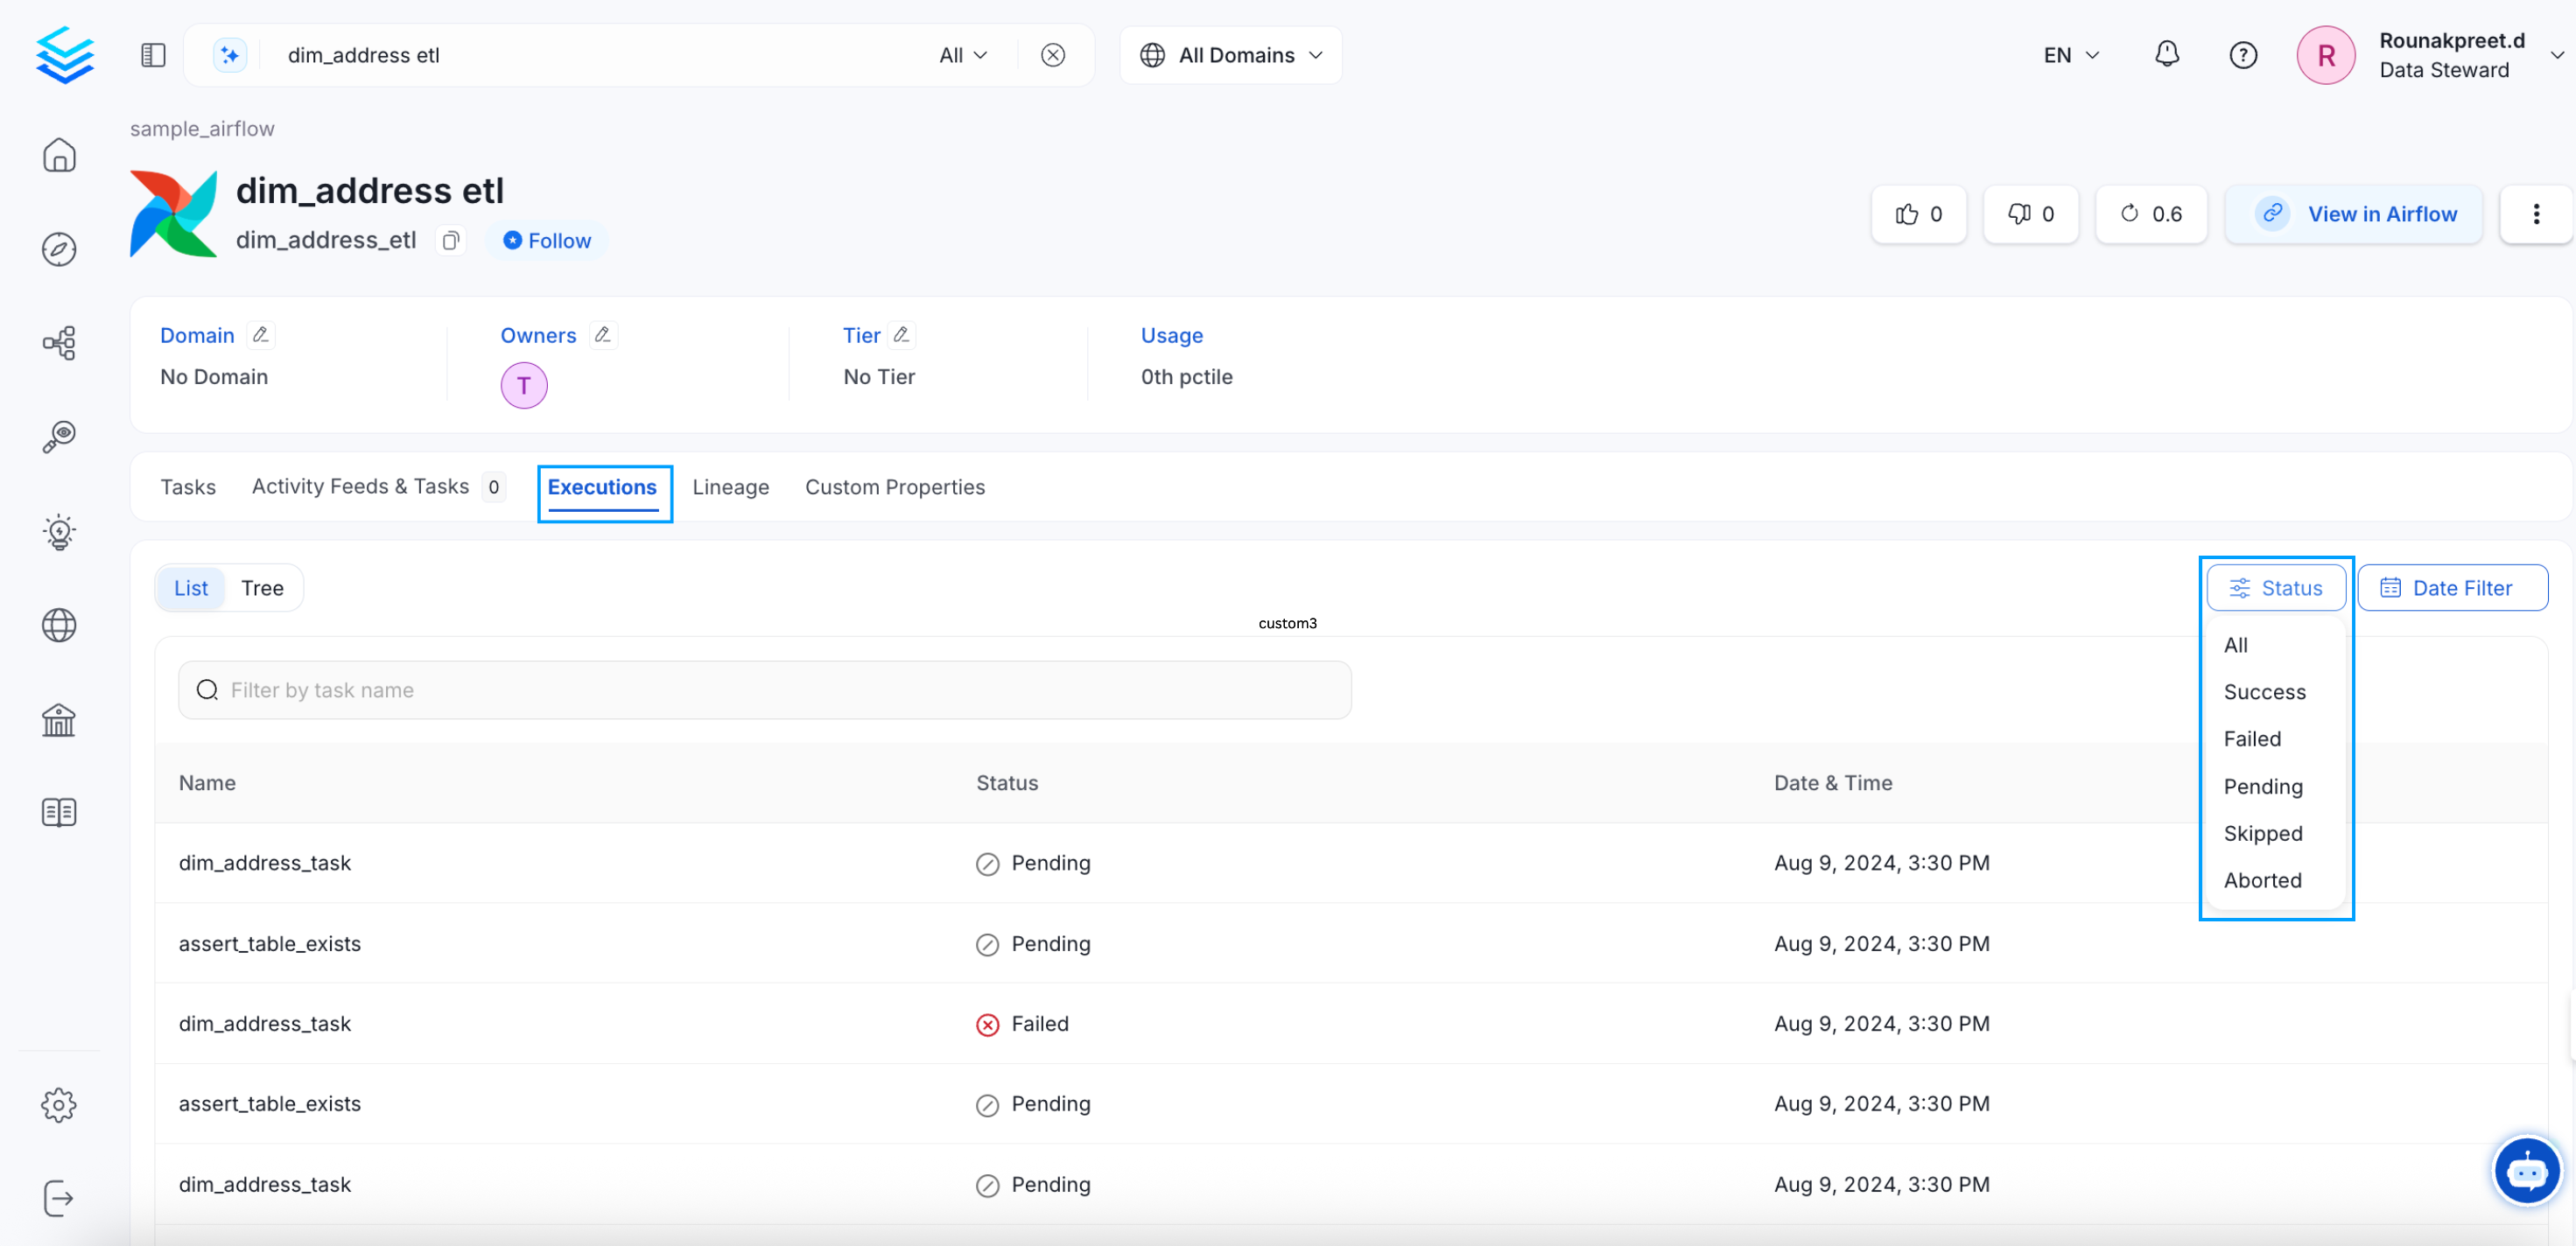 dim_address etl All All Domains EN Rounakpreet.d
Data Steward
sample_airflow
dim_address etl
dim_address_etl Follow
0 0 0.6 View in Airflow
R
Domain Owners Tier Usage
No Domain T No Tier 0th pctile
Tasks Activity Feeds & Tasks 0 Executions Lineage Custom Properties
List Tree Status Date Filter
custom3
All
Filter by task name
Success
Failed
Name Status Date & Time
Pending
Skipped
dim_address_task Pending Aug 9, 2024, 3:30 PM
Aborted
assert_table_exists Pending Aug 9, 2024, 3:30 PM
dim_address_task Failed Aug 9, 2024, 3:30 PM
assert_table_exists Pending Aug 9, 2024, 3:30 PM
dim_address_task Pending Aug 9, 2024, 3:30 PM